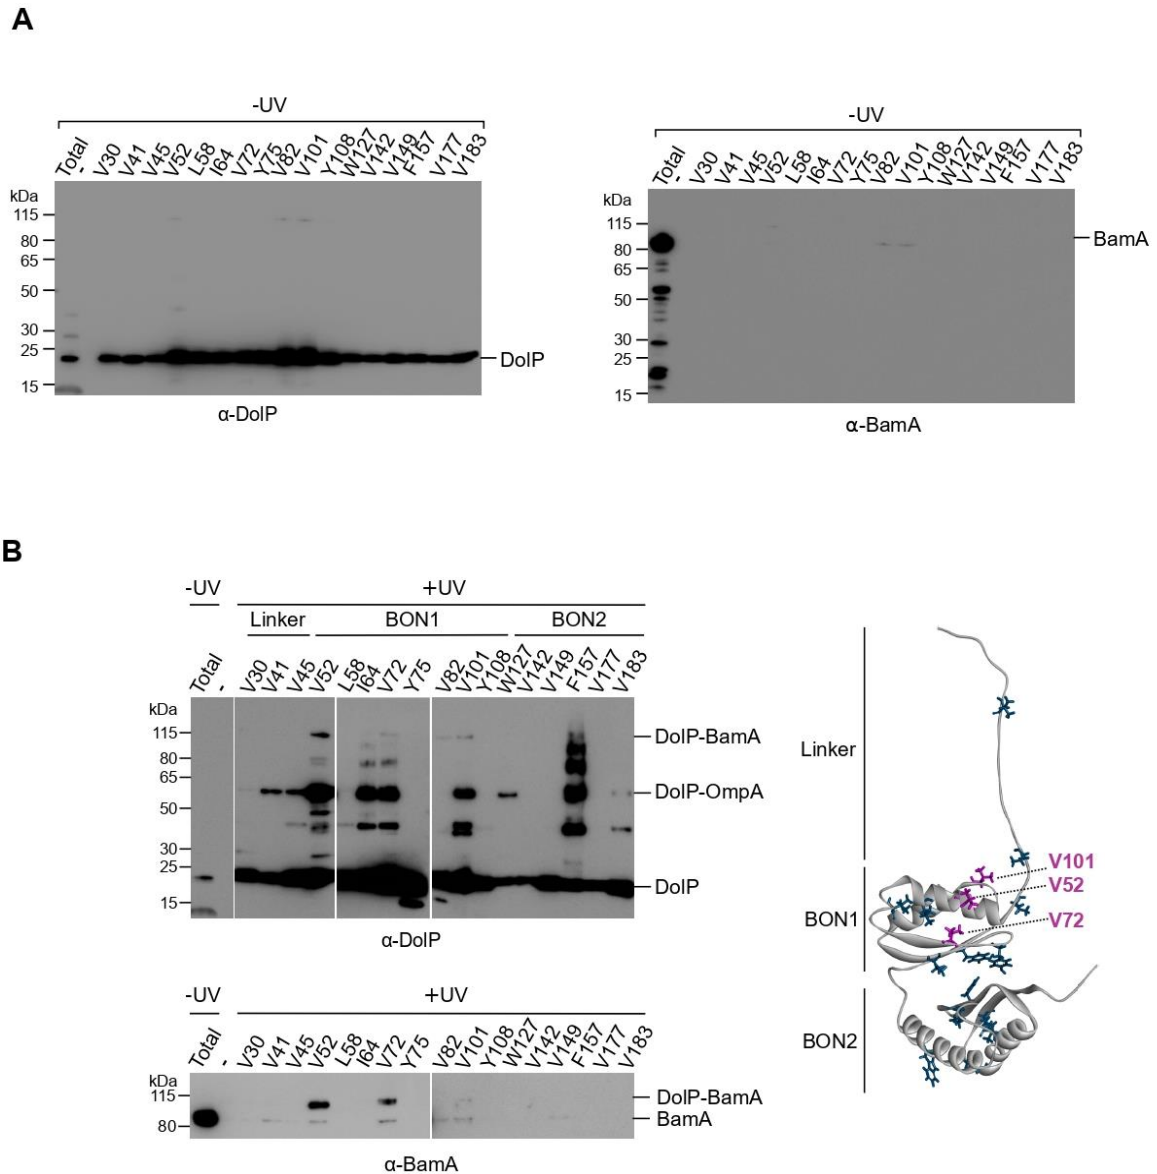 A
-UV
Total - V30 V41 V45 V52 L58 I64 V72 Y75 V82 V101 Y108 W127 V142 V149 F157 V177 V183
kDa
115
80
65
50
30
25
15
DolP
α-DolP
-UV
Total - V30 V41 V45 V52 L58 I64 V72 Y75 V82 V101 Y108 W127 V142 V149 F157 V177 V183
kDa
115
80
65
50
30
25
15
BamA
α-BamA
B
-UV +UV
Linker BON1 BON2
Total - V30 V41 V45 V52 L58 I64 V72 Y75 V82 V101 Y108 W127 V142 V149 F157 V177 V183
kDa
115
80
65
50
30
25
15
DolP-BamA
DolP-OmpA
DolP
α-DolP
-UV +UV
Total - V30 V41 V45 V52 L58 I64 V72 Y75 V82 V101 Y108 W127 V142 V149 F157 V177 V183
kDa
115
80
DolP-BamA
BamA
α-BamA
Linker
BON1
BON2
V101
V52
V72